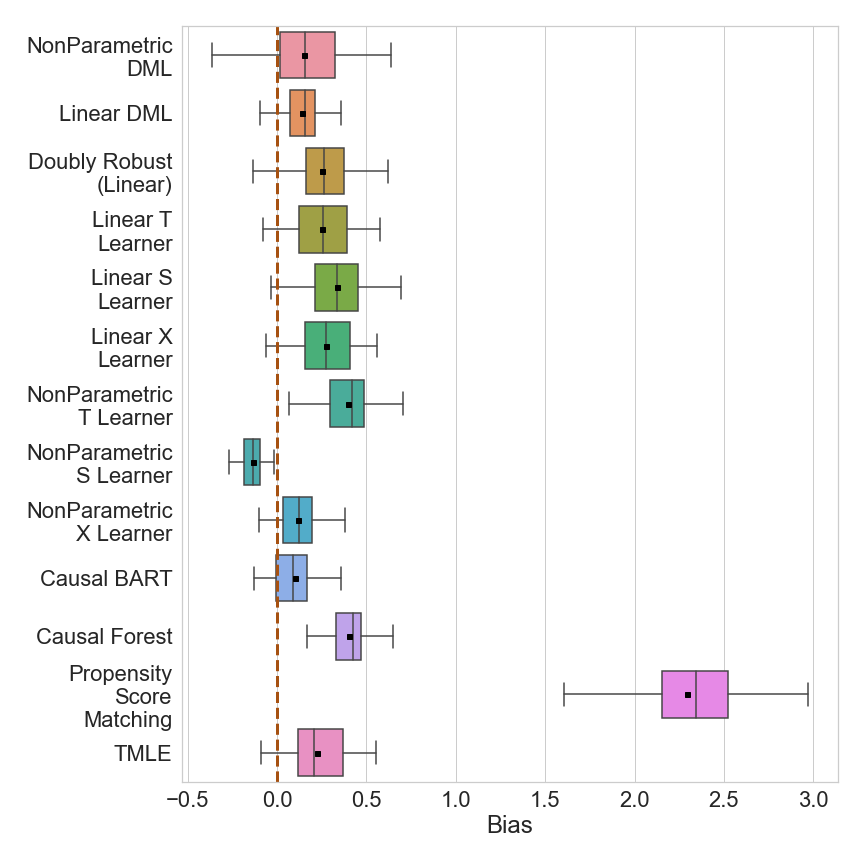 NonParametric
DML
Linear DML
Doubly Robust
(Linear)
Linear T
Learner
Linear S
Learner
Linear X
Learner
NonParametric
T Learner
NonParametric
S Learner
NonParametric
X Learner
Causal BART
Causal Forest
Propensity
Score
Matching
TMLE
−0.5 0.0 0.5 1.0 1.5 2.0 2.5 3.0
Bias